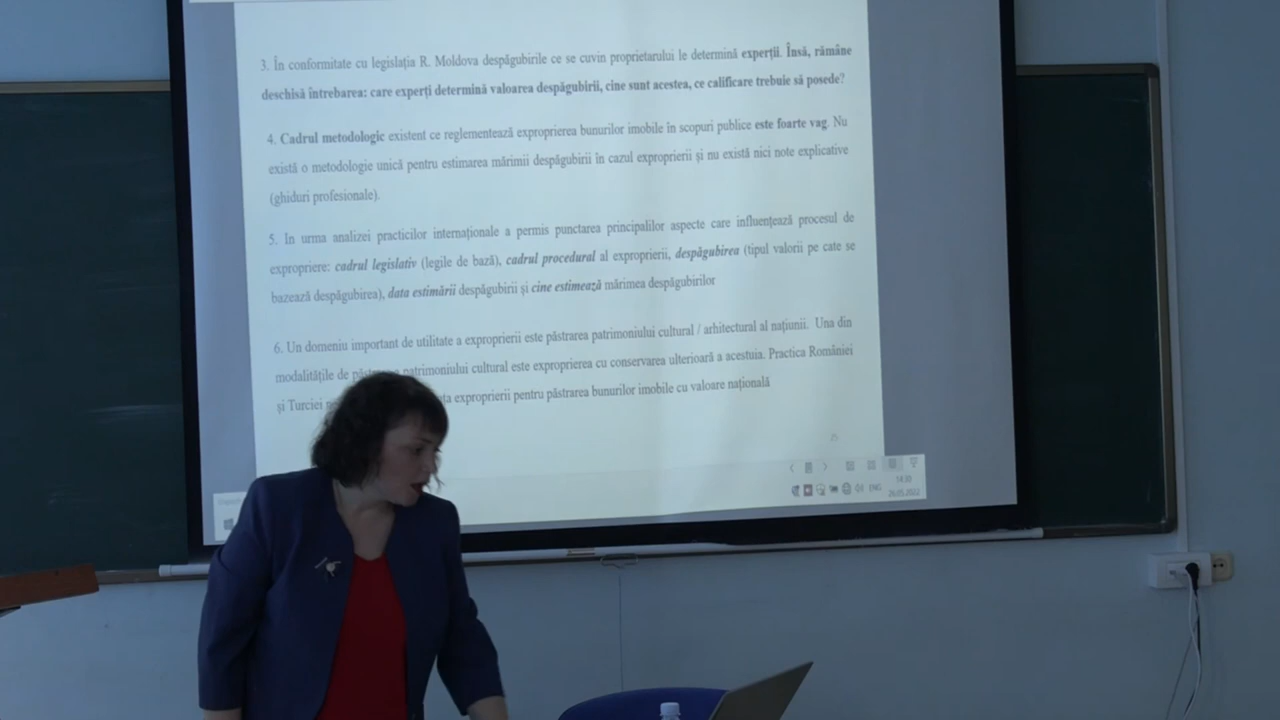 3. În conformitate cu legislația R. Moldova despăgubirile ce se cuvin proprietarului le determină experții. Însă, rămâne
deschisă întrebarea: care experți determină valoarea despăgubirii, cine sunt acestea, ce calificare trebuie să posede?
4. Cadrul metodologic existent ce reglementează exproprierea bunurilor imobile în scopuri publice este foarte vag. Nu
există o metodologie unică pentru estimarea mărimii despăgubirii în cazul exproprierii și nu există nici note explicative
(ghiduri profesionale).
5. In urma analizei practicilor internaționale a permis punctarea principalilor aspecte care influențează procesul de
expropriere: cadrul legislativ (legile de bază), cadrul procedural al exproprierii, despăgubirea (tipul valorii pe cate se
bazează despăgubirea), data estimării despăgubirii și cine estimează mărimea despăgubirilor
6. Un domeniu important de utilitate a exproprierii este păstrarea patrimoniului cultural / arhitectural al națiunii. Una din
modalitățile de patrimoniului cultural este exproprierea cu conservarea ulterioară a acestuia. Practica României
și Turciei exproprierii pentru păstrarea bunurilor imobile cu valoare națională
ENG
14:30
26.05.2022